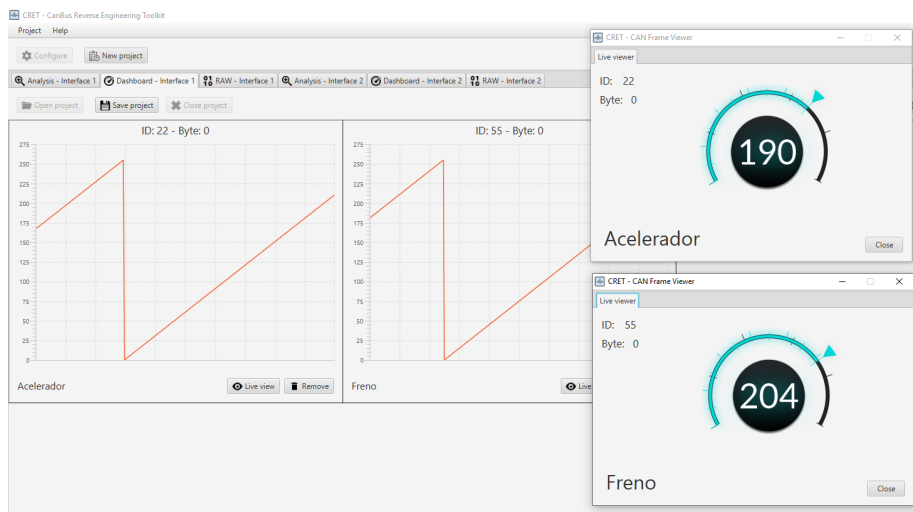 CRET - CanBus Reverse Engineering Toolkit
Project Help
Configure New project
Analysis - Interface 1 Dashboard - Interface 1 RAW - Interface 1 Analysis - Interface 2 Dashboard - Interface 2 RAW - Interface 2
Open project Save project Close project
ID: 22 - Byte: 0
275
250
225
200
175
150
125
100
75
50
25
0
Acelerador
Live view Remove
ID: 55 - Byte: 0
275
250
225
200
175
150
125
100
75
50
25
0
Freno
Live
CRET - CAN Frame Viewer
Live viewer
ID: 22
Byte: 0
190
Acelerador
Close
CRET - CAN Frame Viewer
Live viewer
ID: 55
Byte: 0
204
Freno
Close